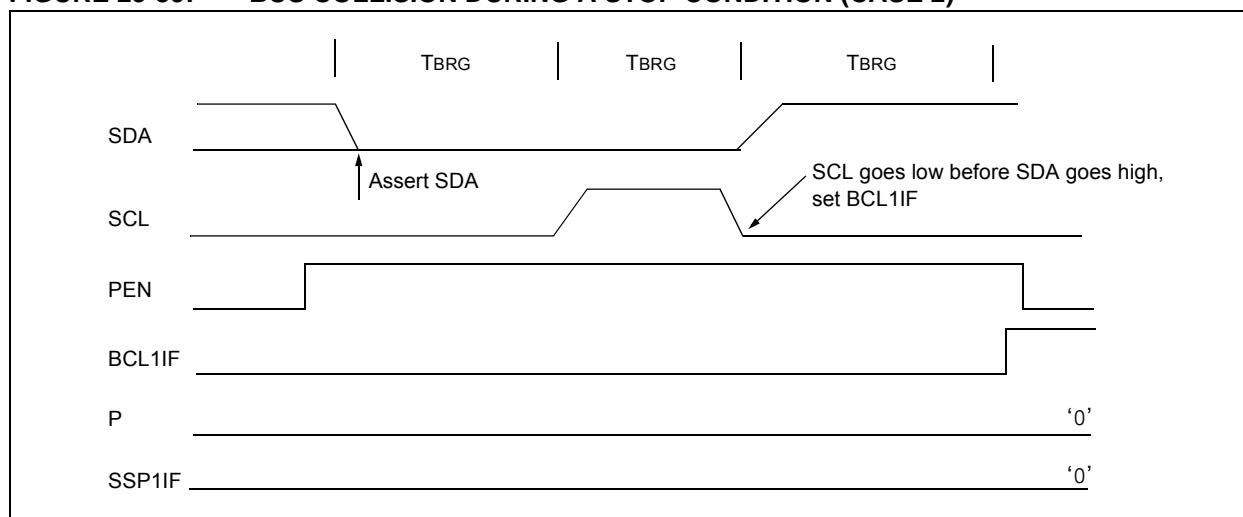 TBRG TBRG TBRG
SDA
Assert SDA
SCL goes low before SDA goes high,
set BCL1IF
SCL
PEN
BCL1IF
P ‘0’
SSP1IF ‘0’